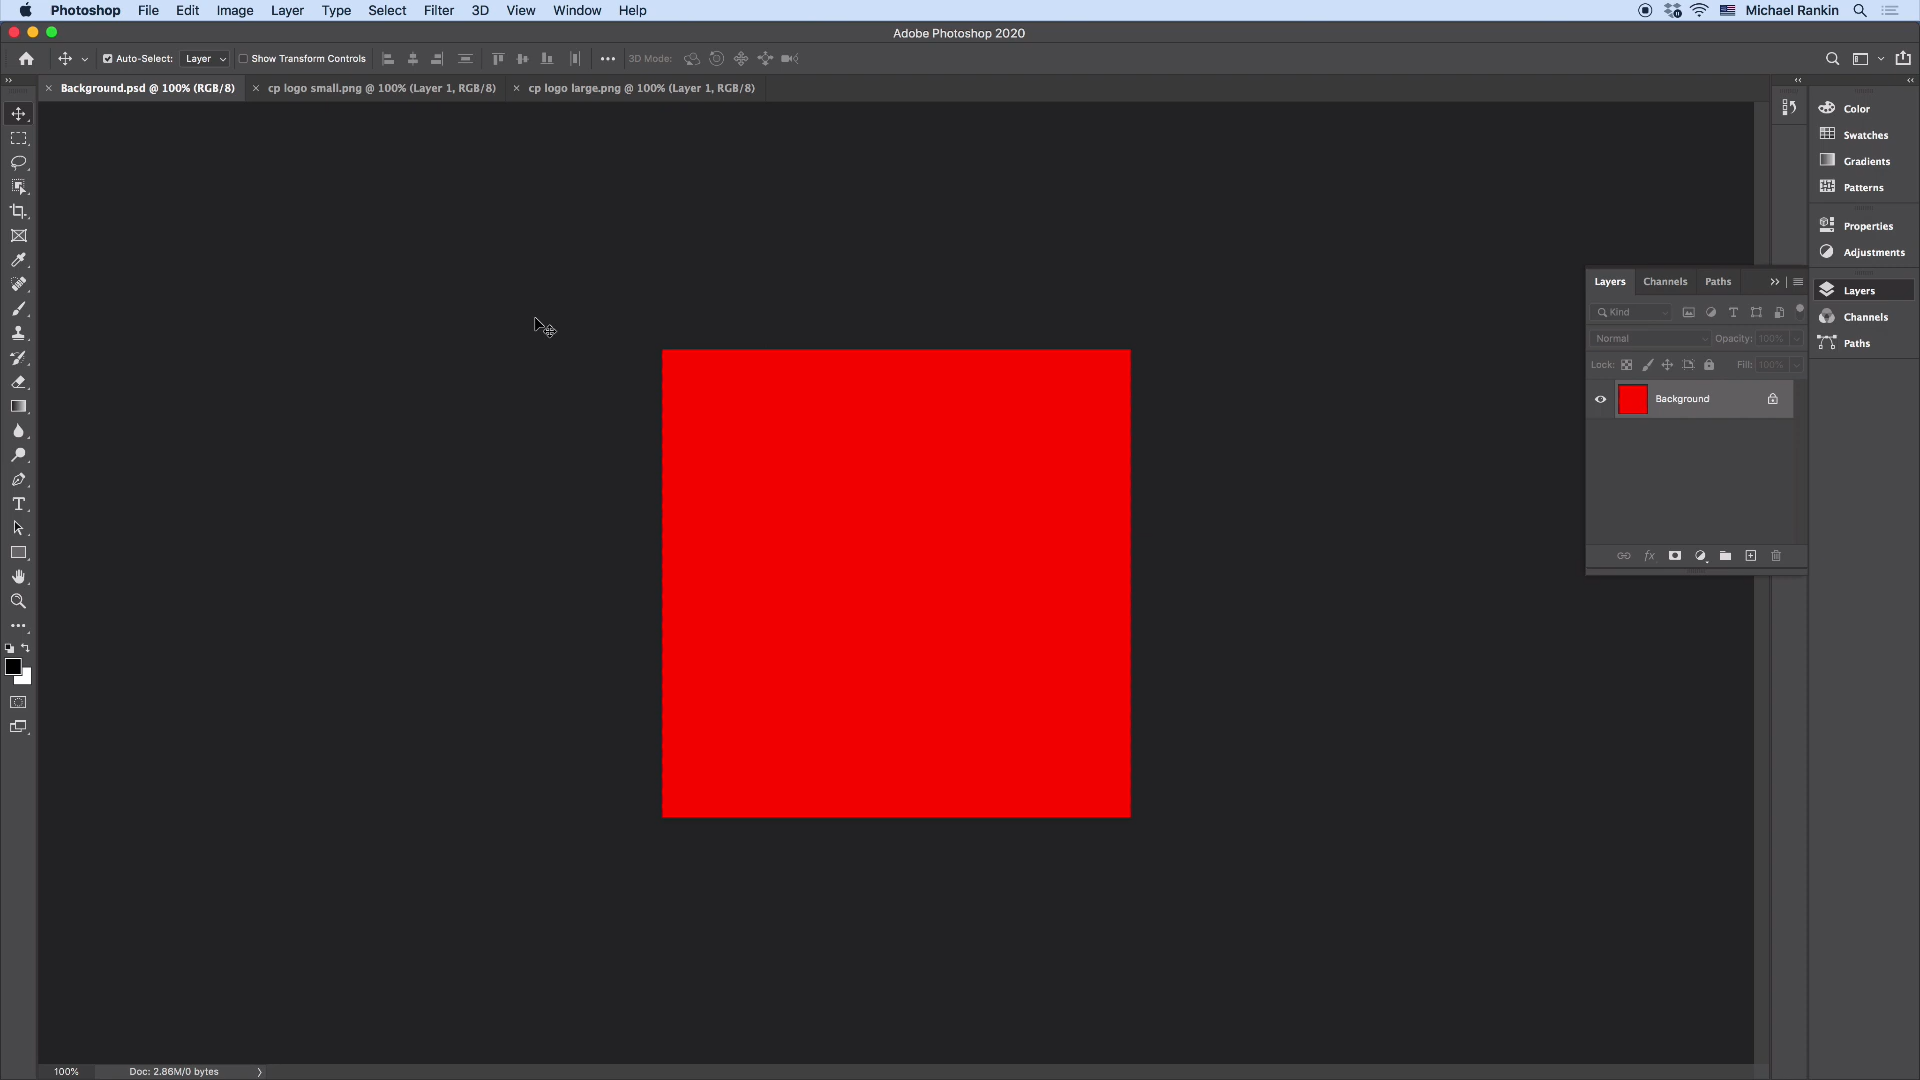 Photoshop File Edit Image Layer Type Select Filter 3D View Window Help Michael Rankin
Adobe Photoshop 2020
Auto-Select: Layer Show Transform Controls 3D Mode:
Background.psd @ 100% (RGB/8) cp logo small.png @ 100% (Layer 1, RGB/8) cp logo large.png @ 100% (Layer 1, RGB/8)
Color
Swatches
Gradients
Patterns
Properties
Adjustments
Layers
Channels
Paths
Layers Channels Paths
Kind
Normal Opacity: 100%
Lock: Fill: 100%
Background
fx
100% Doc: 2.86M/0 bytes